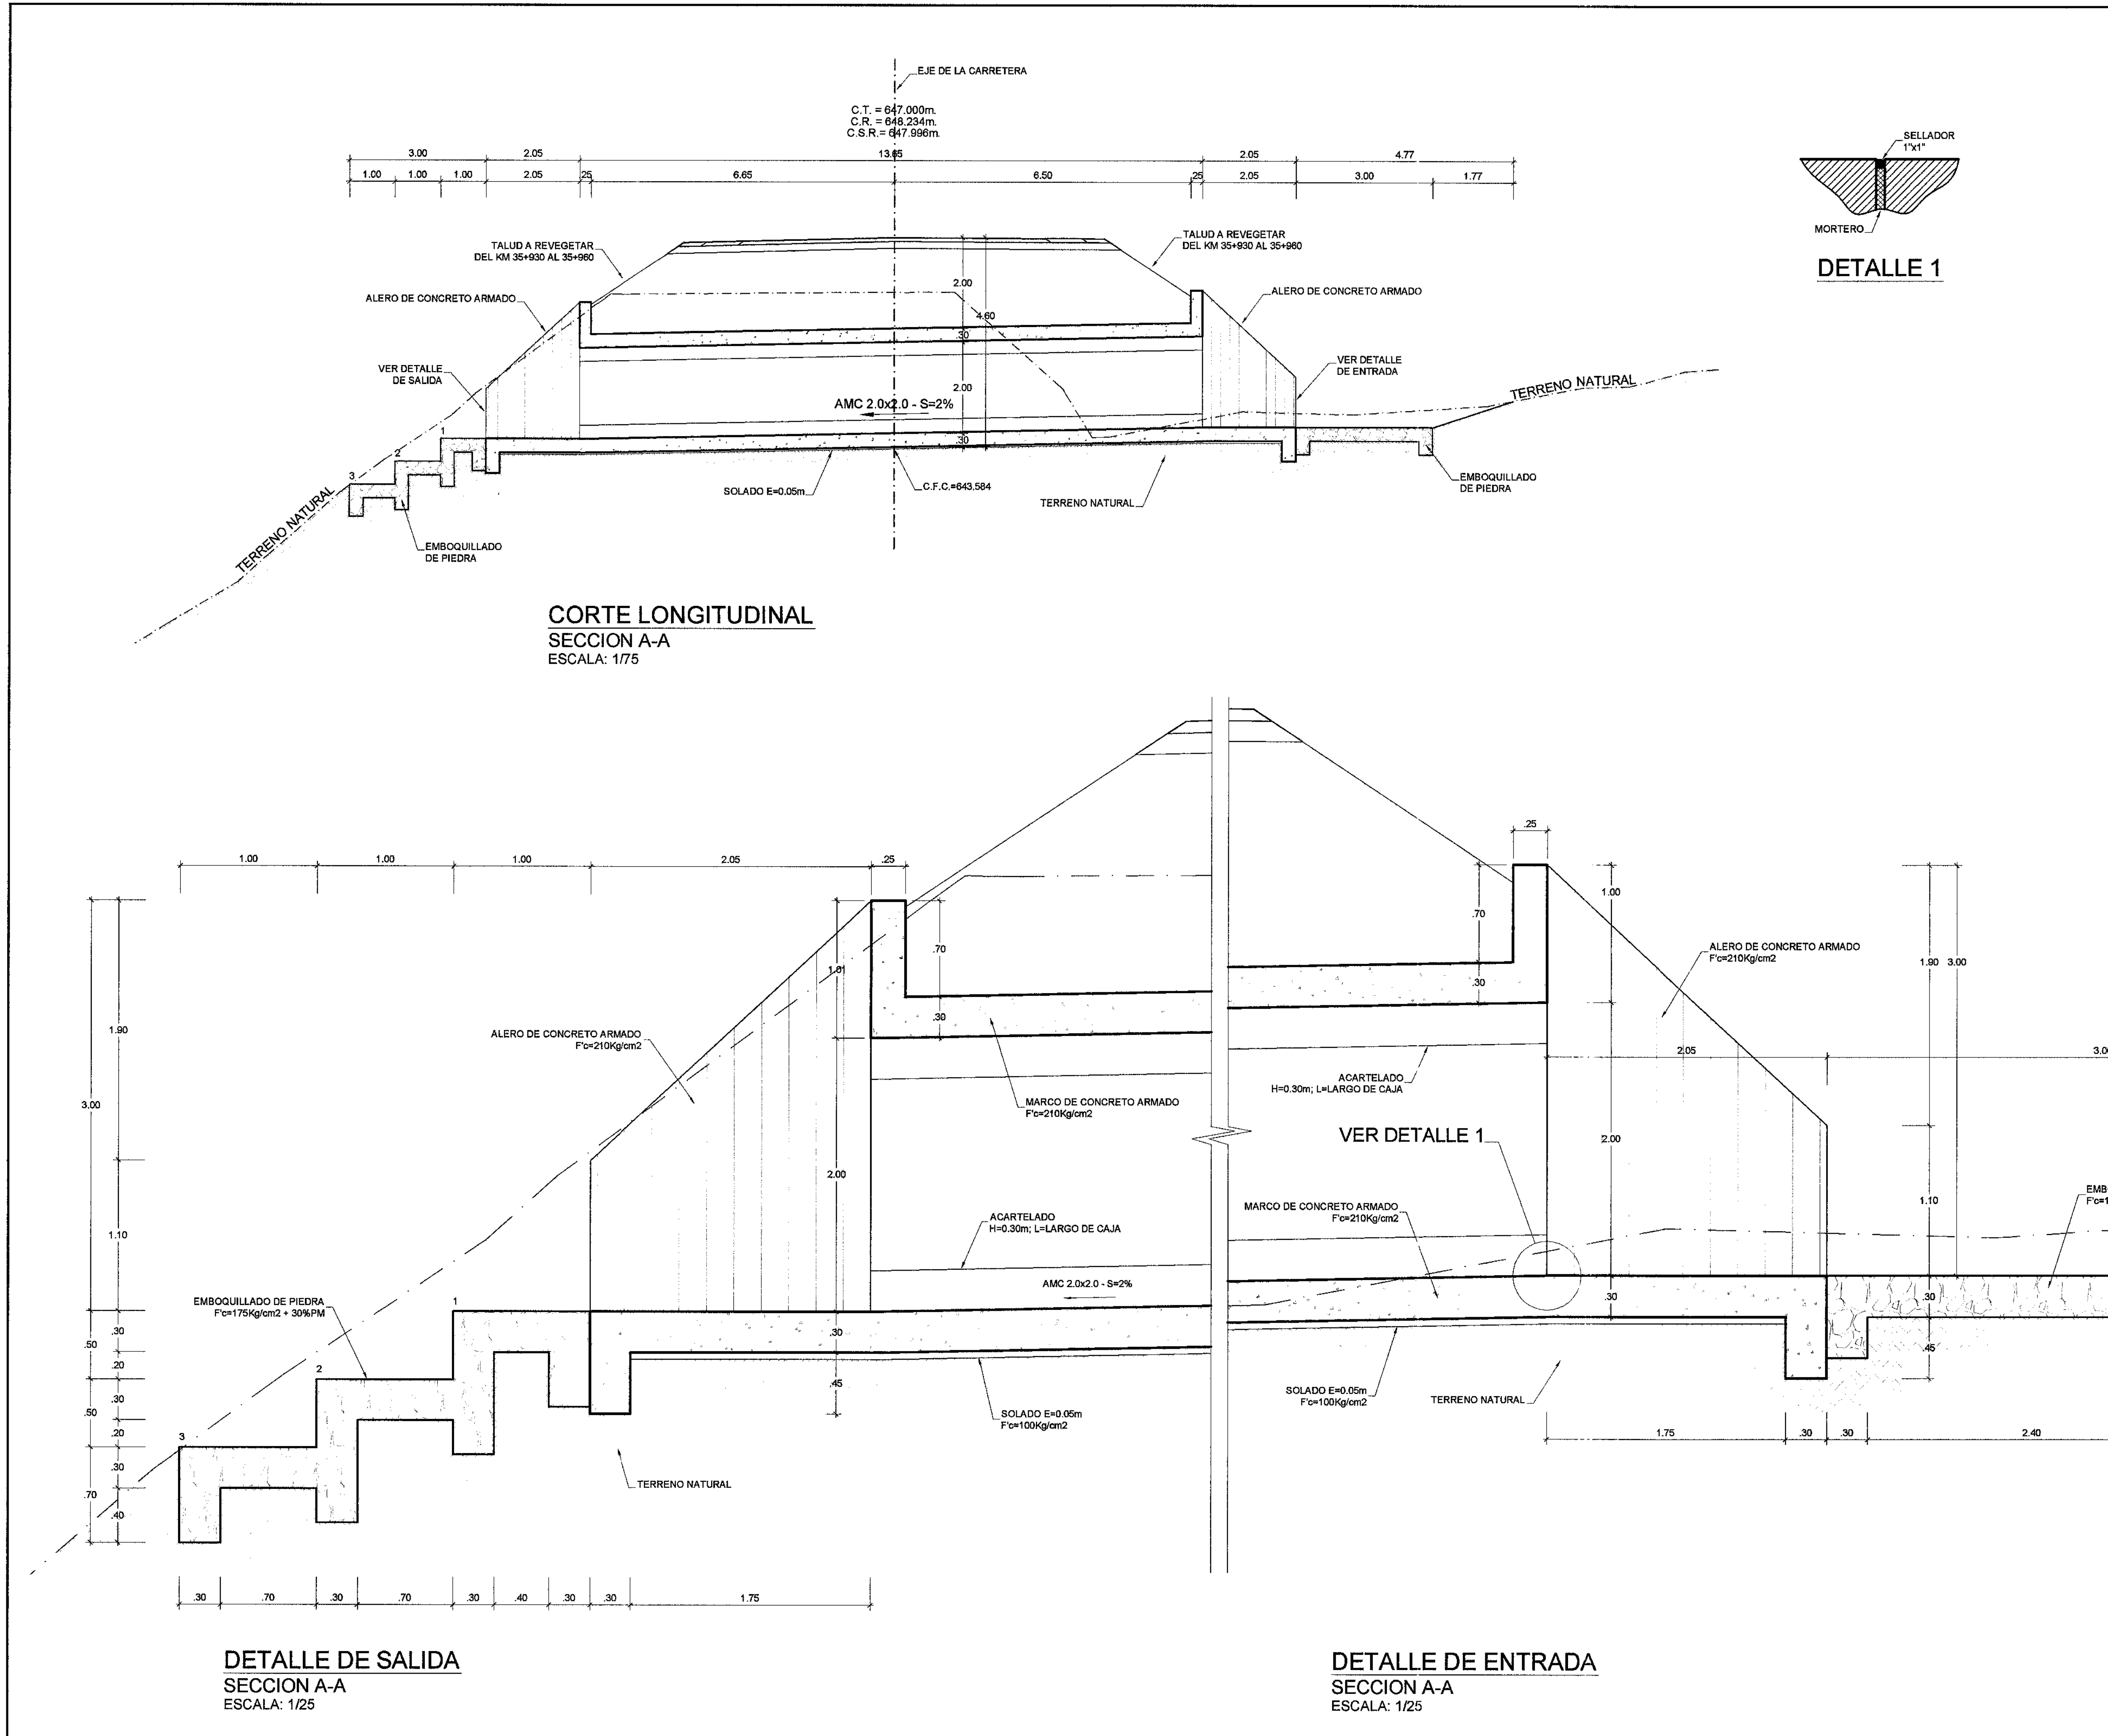 EJE DE LA CARRETERA
C.T. = 647.000m.
C.R. = 648.234m.
C.S.R.= 647.996m.
3.00 2.05 13.65 2.05 4.77
1.00 1.00 1.00 2.05 .25 6.65 6.50 .25 2.05 3.00 1.77
TALUD A REVEGETAR
DEL KM 35+930 AL 35+960
TALUD A REVEGETAR
DEL KM 35+930 AL 35+960
ALERO DE CONCRETO ARMADO
ALERO DE CONCRETO ARMADO
2.00
4.60
.30
VER DETALLE
DE SALIDA
VER DETALLE
DE ENTRADA
2.00
AMC 2.0x2.0 - S=2%
.30
TERRENO NATURAL
1
2
3
SOLADO E=0.05m
C.F.C.=643.584
TERRENO NATURAL
EMBOQUILLADO
DE PIEDRA
TERRENO NATURAL
EMBOQUILLADO
DE PIEDRA
CORTE LONGITUDINAL
SECCION A-A
ESCALA: 1/75
SELLADOR
1"x1"
MORTERO
DETALLE 1
1.00 1.00 1.00 2.05 .25
3.00
1.90
1.10
.50
.30
.20
.50
.30
.20
.70
.30
.40
1.01
.70
.30
2.00
.30
.45
ALERO DE CONCRETO ARMADO
F'c=210Kg/cm2
MARCO DE CONCRETO ARMADO
F'c=210Kg/cm2
ACARTELADO
H=0.30m; L=LARGO DE CAJA
AMC 2.0x2.0 - S=2%
EMBOQUILLADO DE PIEDRA
F'c=175Kg/cm2 + 30%PM
1
2
3
SOLADO E=0.05m
F'c=100Kg/cm2
TERRENO NATURAL
.30 .70 .30 .70 .30 .40 .30 .30 1.75
DETALLE DE SALIDA
SECCION A-A
ESCALA: 1/25
.25
.70
.30
1.00
2.00
.30
1.90 3.00
1.10
.30
.45
ALERO DE CONCRETO ARMADO
F'c=210Kg/cm2
2.05
3.0
ACARTELADO
H=0.30m; L=LARGO DE CAJA
VER DETALLE 1
MARCO DE CONCRETO ARMADO
F'c=210Kg/cm2
EMB
F'c=1
SOLADO E=0.05m
F'c=100Kg/cm2
TERRENO NATURAL
1.75 .30 .30 2.40
DETALLE DE ENTRADA
SECCION A-A
ESCALA: 1/25